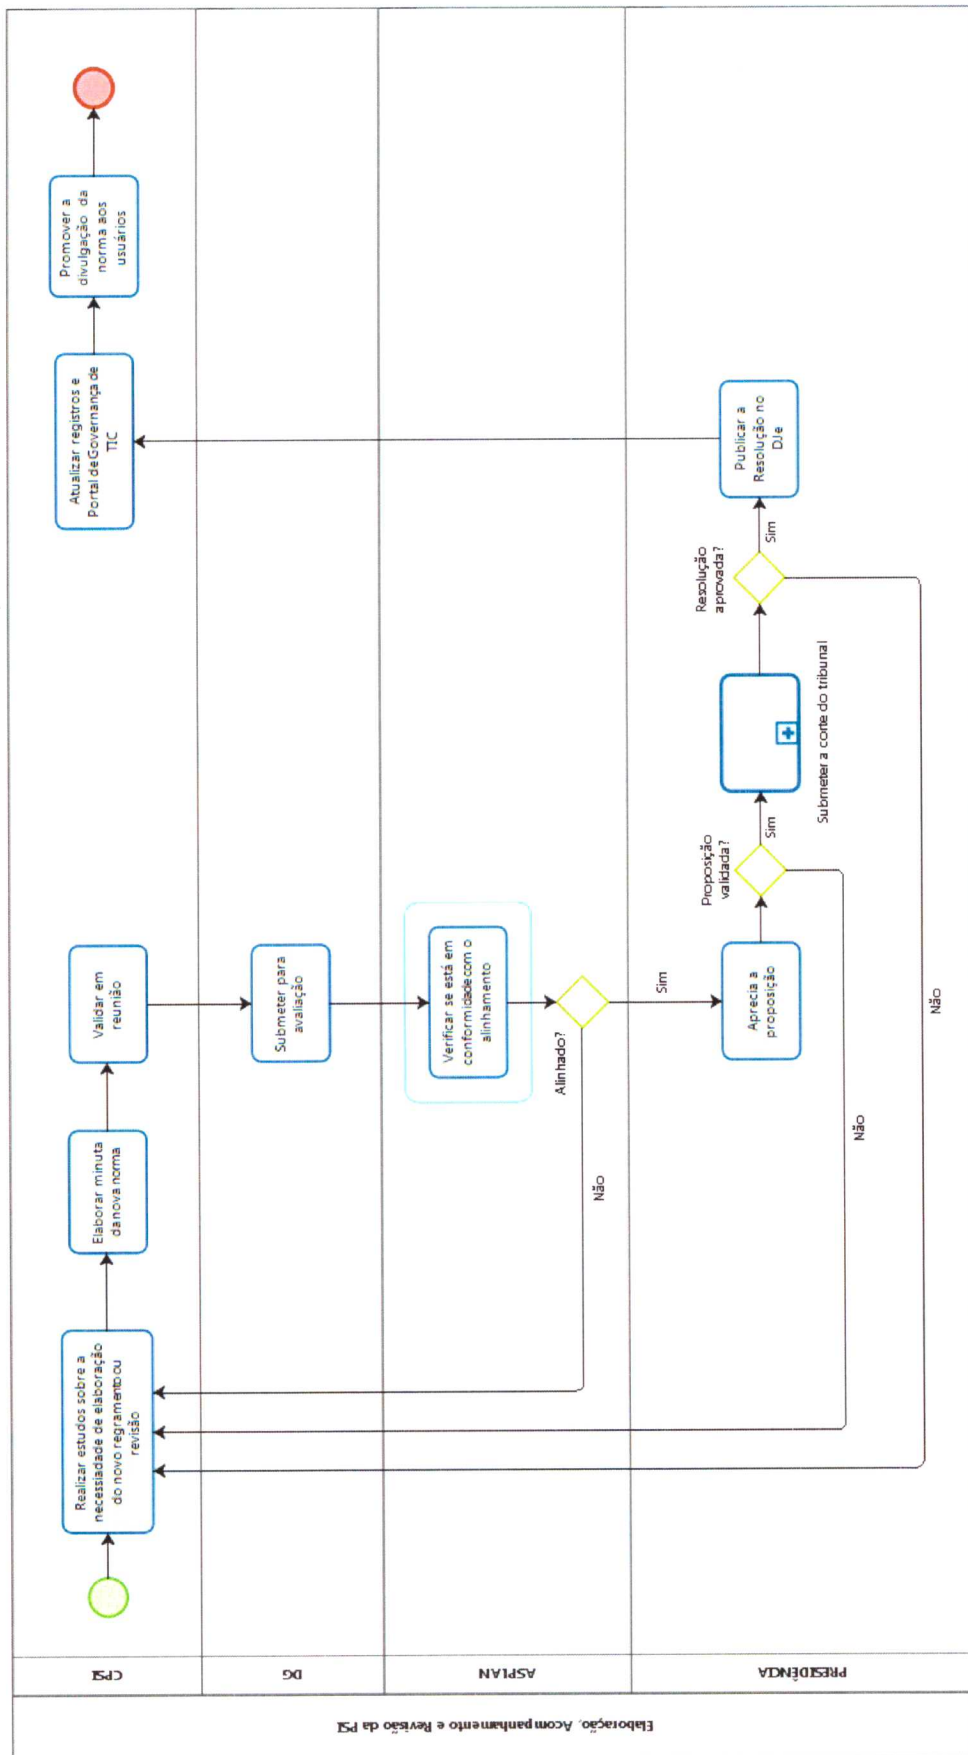 Elaboração, Acompanhamento e Revisão da PSI
CPSI
Realizar estudos sobre a
necessiadade de elaboração
do novo regramento ou
revisão
Elaborar minuta
da nova norma
Validar em
reunião
Atualizar registros e
Portal de Governança de
TIC
Promover a
divulgação da
norma aos
usuários
DG
Submeter para
avaliação
ASPLAN
Verificar se está em
conformidade com o
alinhamento
Alinhado?
Não
Sim
PRESIDÊNCIA
Aprecia a
proposição
Proposição
validada?
Sim
Não
Submeter a corte do tribunal
Resolução
aprovada?
Sim
Não
Publicar a
Resolução no
DJe